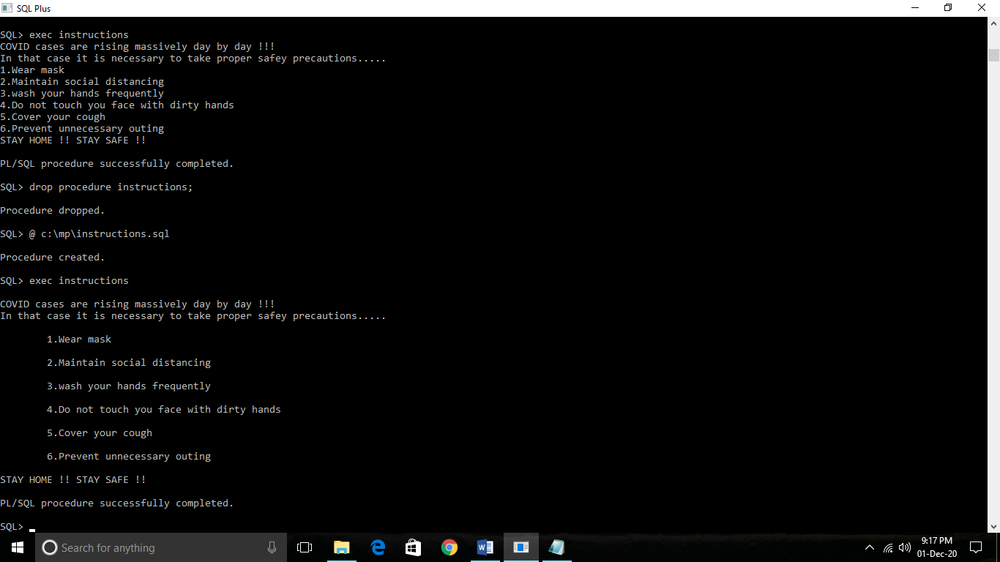 SQL Plus
SQL> exec instructions
COVID cases are rising massively day by day !!!
In that case it is necessary to take proper safey precautions.....
1.Wear mask
2.Maintain social distancing
3.wash your hands frequently
4.Do not touch you face with dirty hands
5.Cover your cough
6.Prevent unnecessary outing
STAY HOME !! STAY SAFE !!
PL/SQL procedure successfully completed.
SQL> drop procedure instructions;
Procedure dropped.
SQL> @ c:\mp\instructions.sql
Procedure created.
SQL> exec instructions
COVID cases are rising massively day by day !!!
In that case it is necessary to take proper safey precautions.....
1.Wear mask
2.Maintain social distancing
3.wash your hands frequently
4.Do not touch you face with dirty hands
5.Cover your cough
6.Prevent unnecessary outing
STAY HOME !! STAY SAFE !!
PL/SQL procedure successfully completed.
SQL>
Search for anything
9:17 PM
01-Dec-20